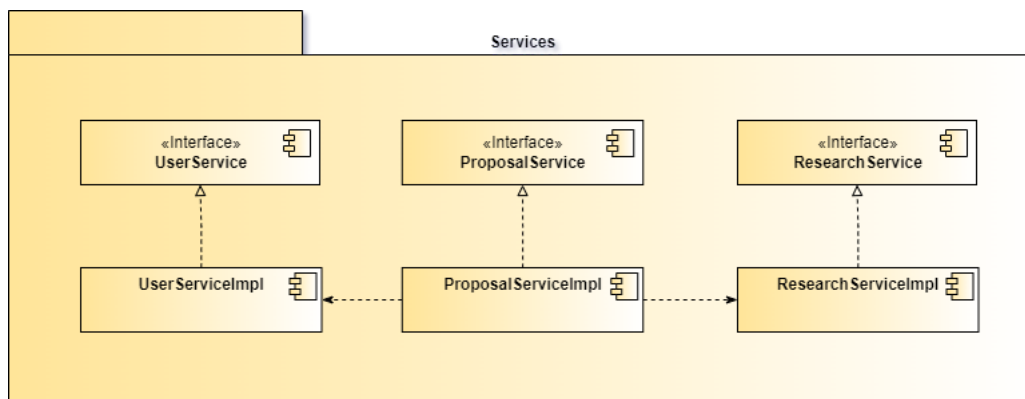 Services
«Interface»
UserService
«Interface»
ProposalService
«Interface»
ResearchService
UserServiceImpl
ProposalServiceImpl
ResearchServiceImpl